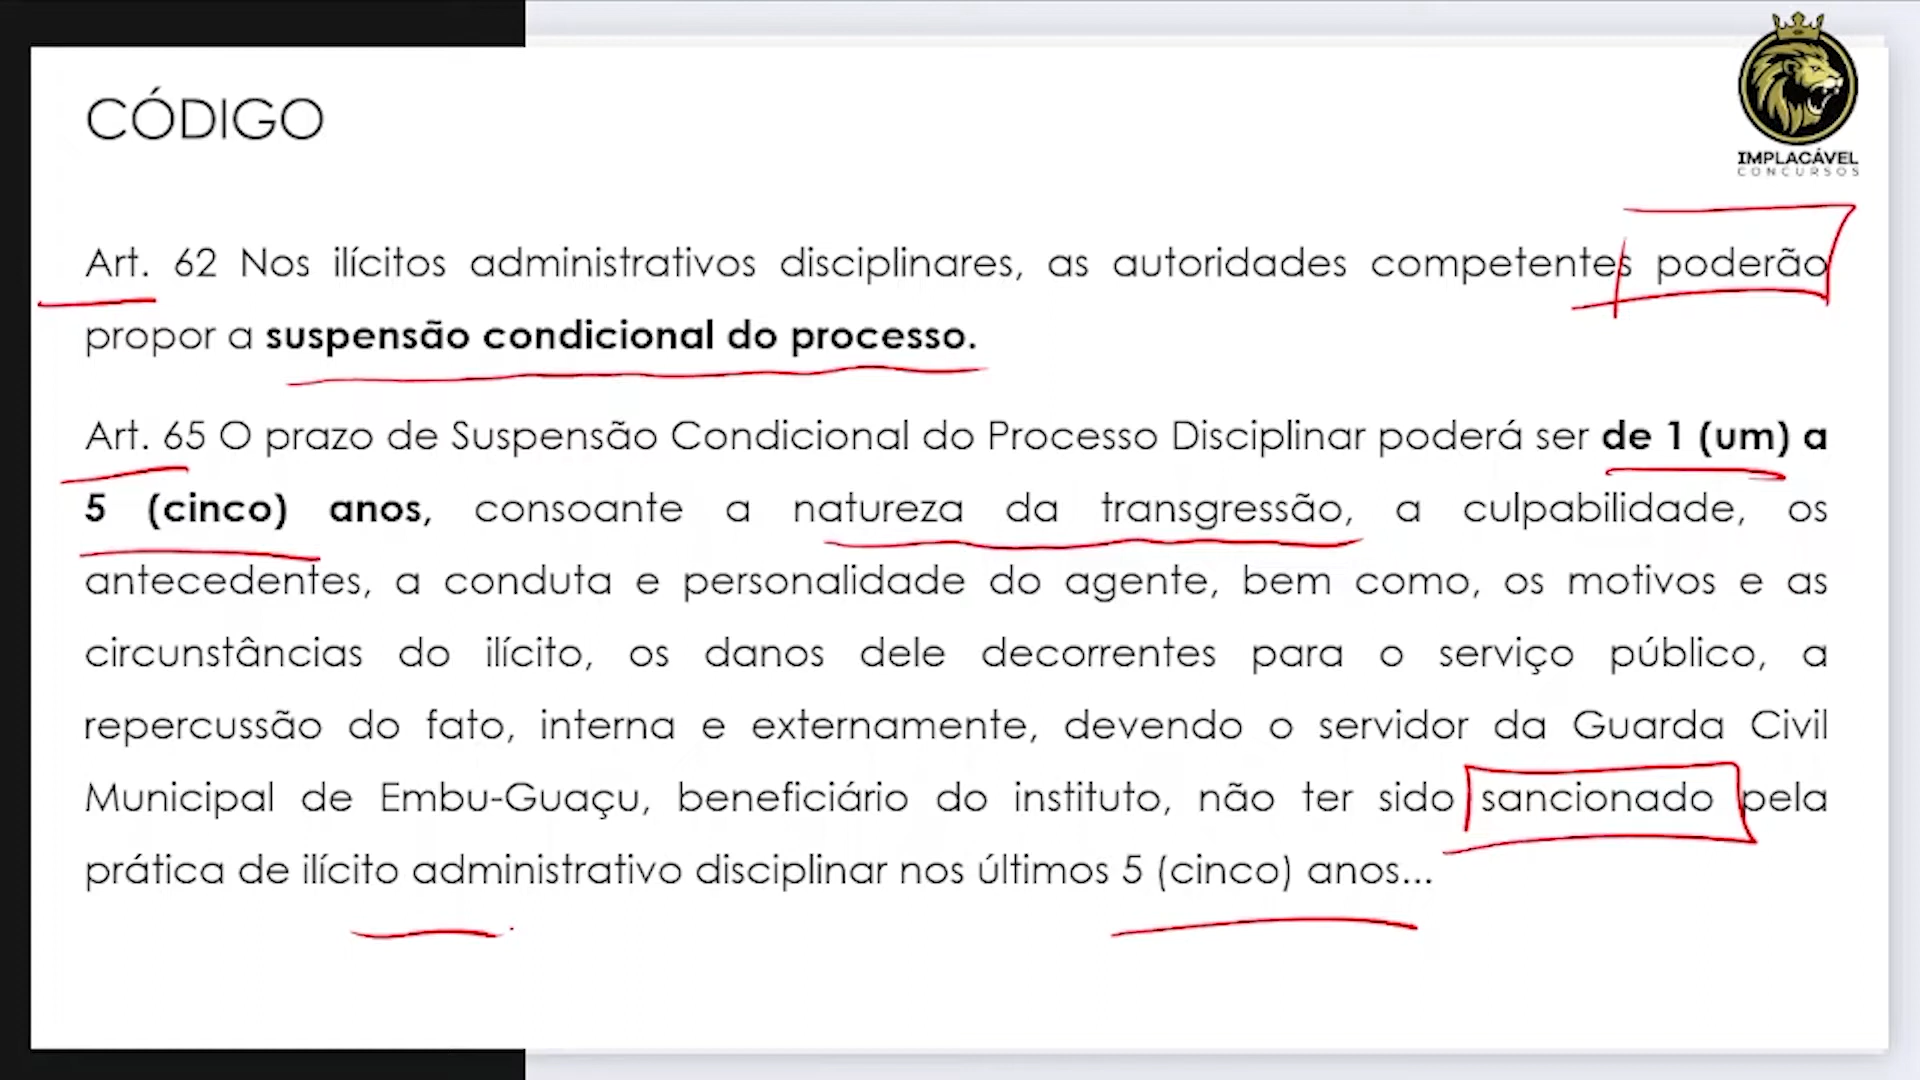 IMPLACÁVEL
CONCURSOS
CÓDIGO
Art. 62 Nos ilícitos administrativos disciplinares, as autoridades competentes poderão
propor a suspensão condicional do processo.
Art. 65 O prazo de Suspensão Condicional do Processo Disciplinar poderá ser de 1 (um) a
5 (cinco) anos, consoante a natureza da transgressão, a culpabilidade, os
antecedentes, a conduta e personalidade do agente, bem como, os motivos e as
circunstâncias do ilícito, os danos dele decorrentes para o serviço público, a
repercussão do fato, interna e externamente, devendo o servidor da Guarda Civil
Municipal de Embu-Guaçu, beneficiário do instituto, não ter sido sancionado pela
prática de ilícito administrativo disciplinar nos últimos 5 (cinco) anos...